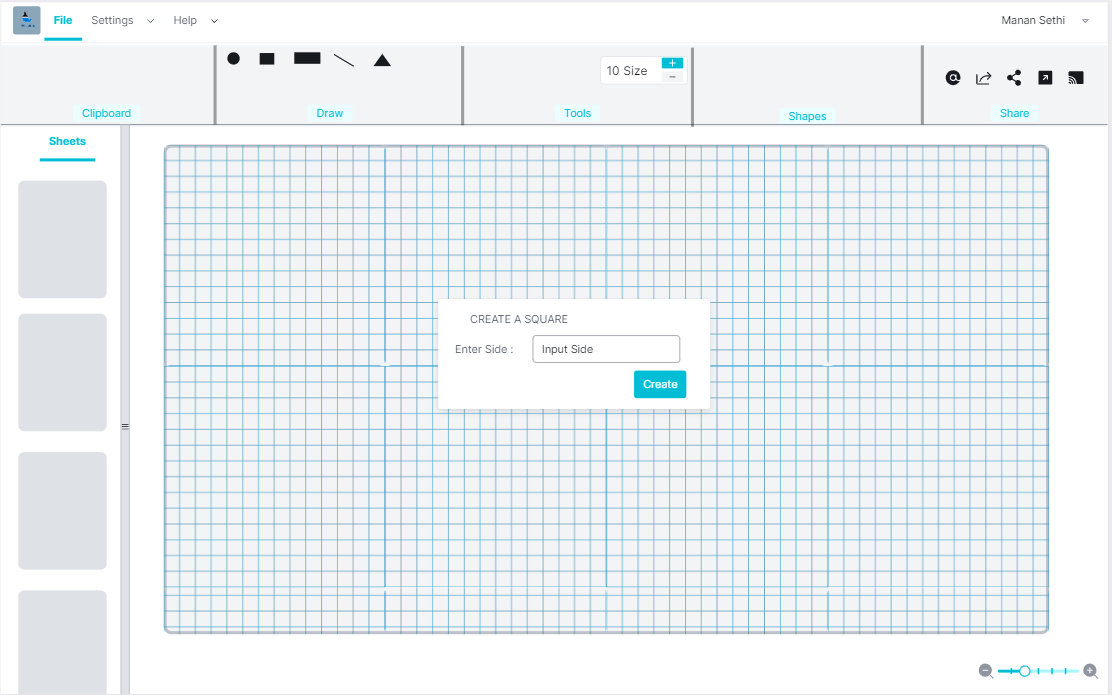 File Settings Help Manan Sethi
10 Size + −
Clipboard Draw Tools Shapes Share
Sheets
CREATE A SQUARE
Enter Side : Input Side
Create